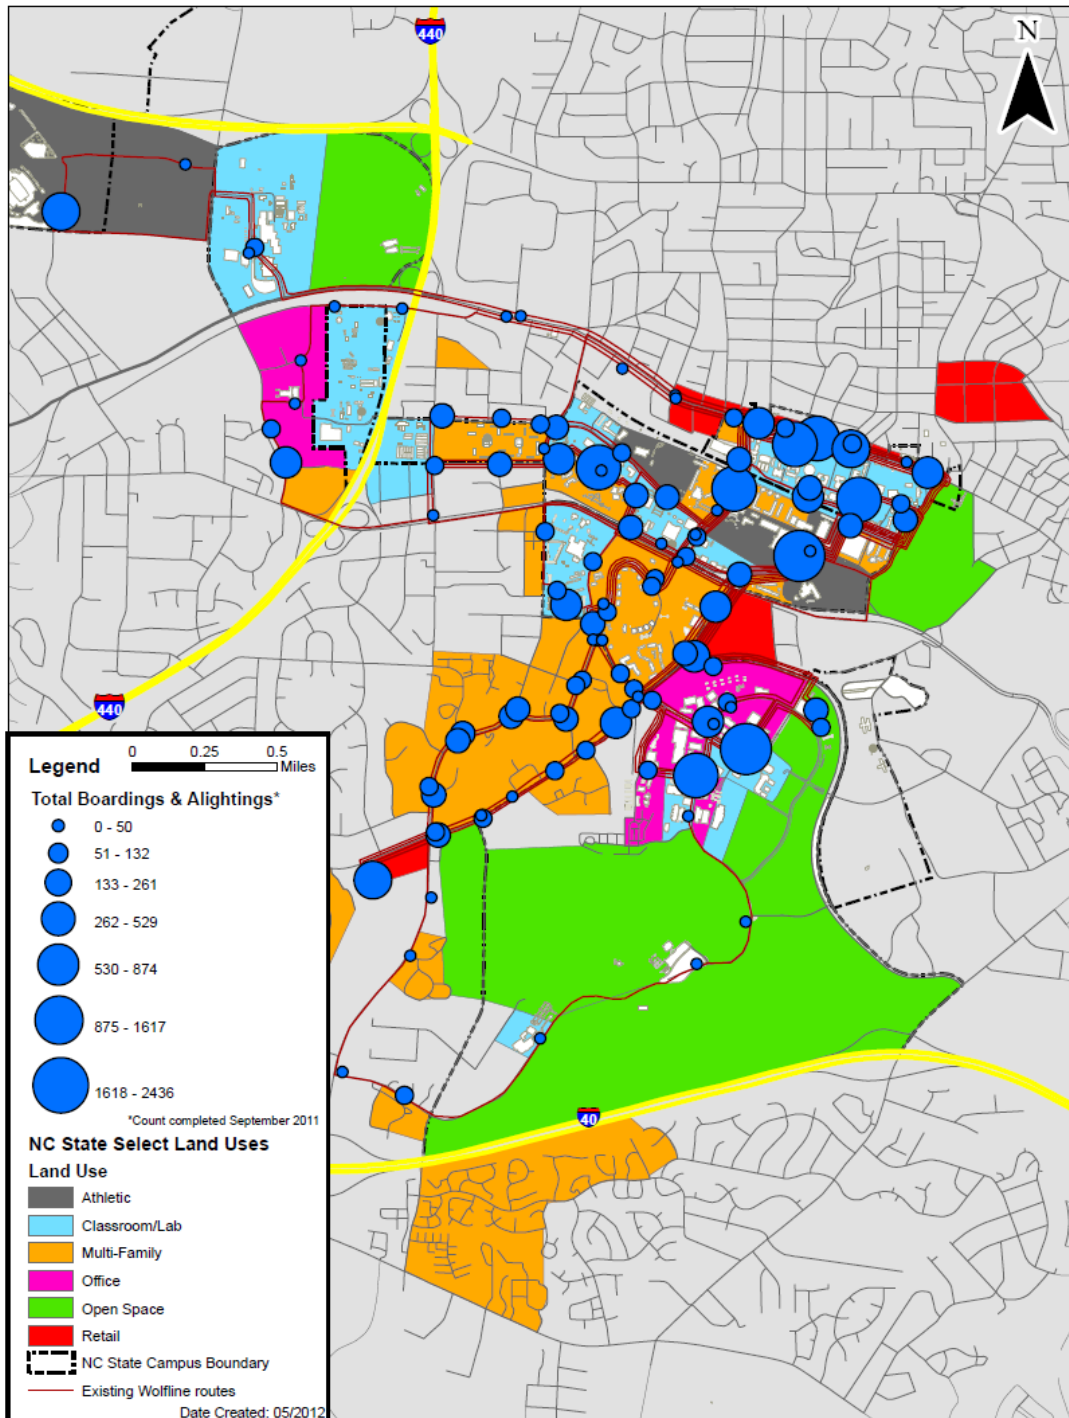 440
N
440
Legend
0 0.25 0.5
Miles
Total Boardings & Alightings*
0 - 50
51 - 132
133 - 261
262 - 529
530 - 874
875 - 1617
1618 - 2436
*Count completed September 2011
40
NC State Select Land Uses
Land Use
Athletic
Classroom/Lab
Multi-Family
Office
Open Space
Retail
NC State Campus Boundary
Existing Wolfline routes
Date Created: 05/2012